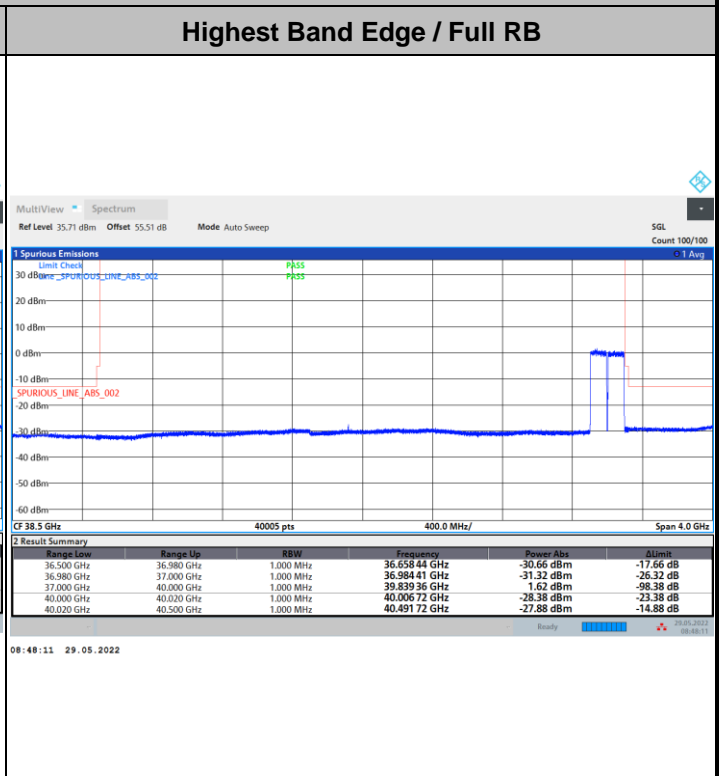 Highest Band Edge / Full RB
MultiView Spectrum
Ref Level 35.71 dBm Offset 55.51 dB Mode Auto Sweep SGL
Count 100/100
1 Spurious Emissions 1 Avg
Limit Check PASS
30 dBm Line _SPURIOUS_LINE_ABS_002 PASS
20 dBm
10 dBm
0 dBm
-10 dBm
_SPURIOUS_LINE_ABS_002
-20 dBm
-30 dBm
-40 dBm
-50 dBm
-60 dBm
CF 38.5 GHz 40005 pts 400.0 MHz/ Span 4.0 GHz
2 Result Summary
Range Low Range Up RBW Frequency Power Abs ΔLimit
36.500 GHz 36.980 GHz 1.000 MHz 36.658 44 GHz -30.66 dBm -17.66 dB
36.980 GHz 37.000 GHz 1.000 MHz 36.984 41 GHz -31.32 dBm -26.32 dB
37.000 GHz 40.000 GHz 1.000 MHz 39.839 36 GHz 1.62 dBm -98.38 dB
40.000 GHz 40.020 GHz 1.000 MHz 40.006 72 GHz -28.38 dBm -23.38 dB
40.020 GHz 40.500 GHz 1.000 MHz 40.491 72 GHz -27.88 dBm -14.88 dB
Ready 29.05.2022
08:48:11
08:48:11 29.05.2022